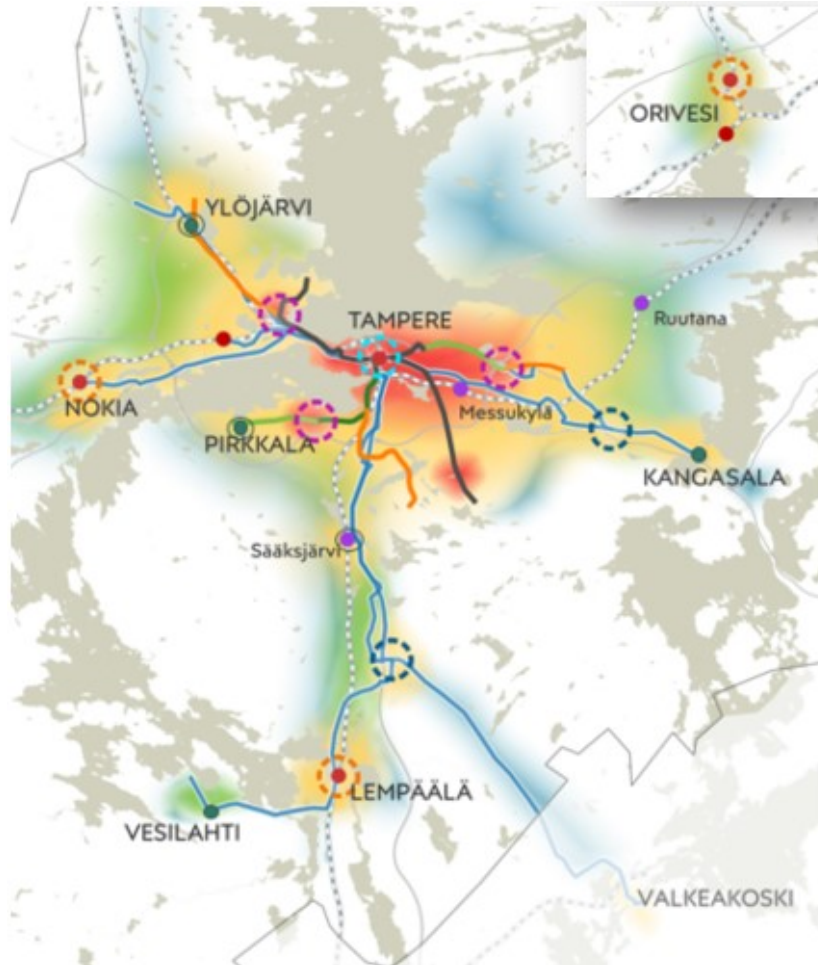 ORIVESI
YLÖJÄRVI
TAMPERE
Ruutana
NOKIA
Messukylä
PIRKKALA
KANGASALA
Sääksjärvi
LEMPÄÄLÄ
VESILAHTI
VALKEAKOSKI